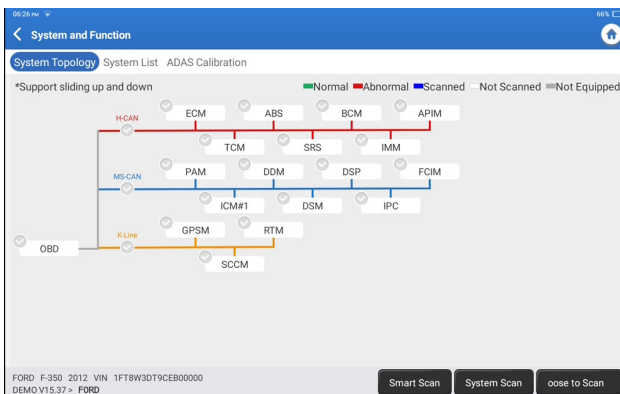 06:26 PM 66%
System and Function
System Topology System List ADAS Calibration
*Support sliding up and down Normal Abnormal Scanned Not Scanned Not Equipped
ECM ABS BCM APIM
H-CAN
TCM SRS IMM
PAM DDM DSP FCIM
MS-CAN
ICM#1 DSM IPC
GPSM RTM
K-Line
OBD
SCCM
FORD F-350 2012 VIN 1FT8W3DT9CEB00000
DEMO V15.37 > FORD
Smart Scan System Scan oose to Scan